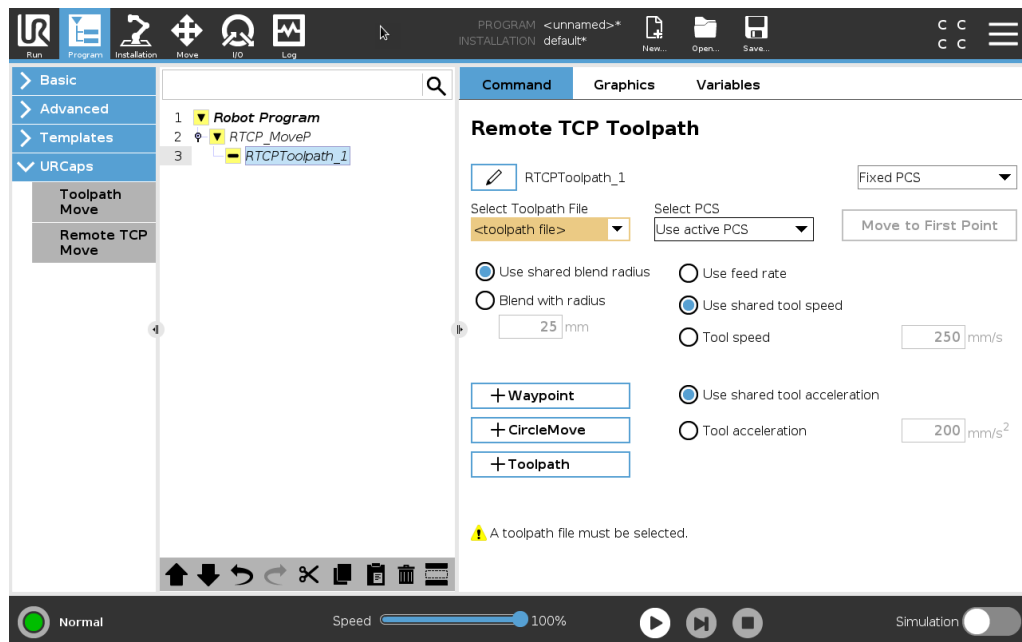 PROGRAM <unnamed>*
INSTALLATION default*
UR
Run
Program
Installation
Move
I/O
Log
New...
Open...
Save...
C C
C C
Basic
Advanced
Templates
URCaps
Toolpath
Move
Remote TCP
Move
1 Robot Program
2 RTCP_MoveP
3 RTCPToolpath_1
Command Graphics Variables
Remote TCP Toolpath
RTCPToolpath_1
Fixed PCS
Select Toolpath File
Select PCS
<toolpath file>
Use active PCS
Move to First Point
Use shared blend radius
Use feed rate
Blend with radius
Use shared tool speed
25 mm
Tool speed
250 mm/s
+Waypoint
Use shared tool acceleration
+CircleMove
Tool acceleration
200 mm/s²
+Toolpath
A toolpath file must be selected.
Normal
Speed
100%
Simulation